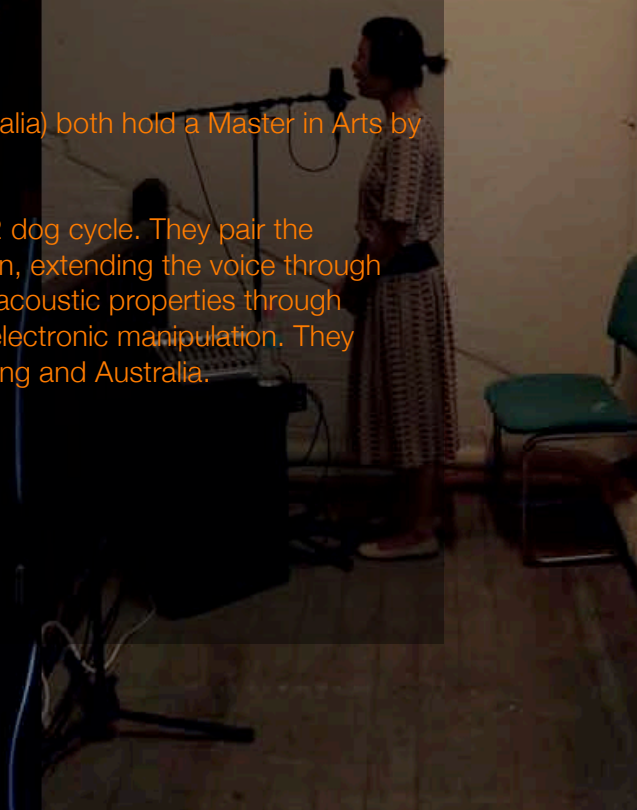 alia) both hold a Master in Arts by
dog cycle. They pair the
n, extending the voice through
acoustic properties through
electronic manipulation. They
ng and Australia.